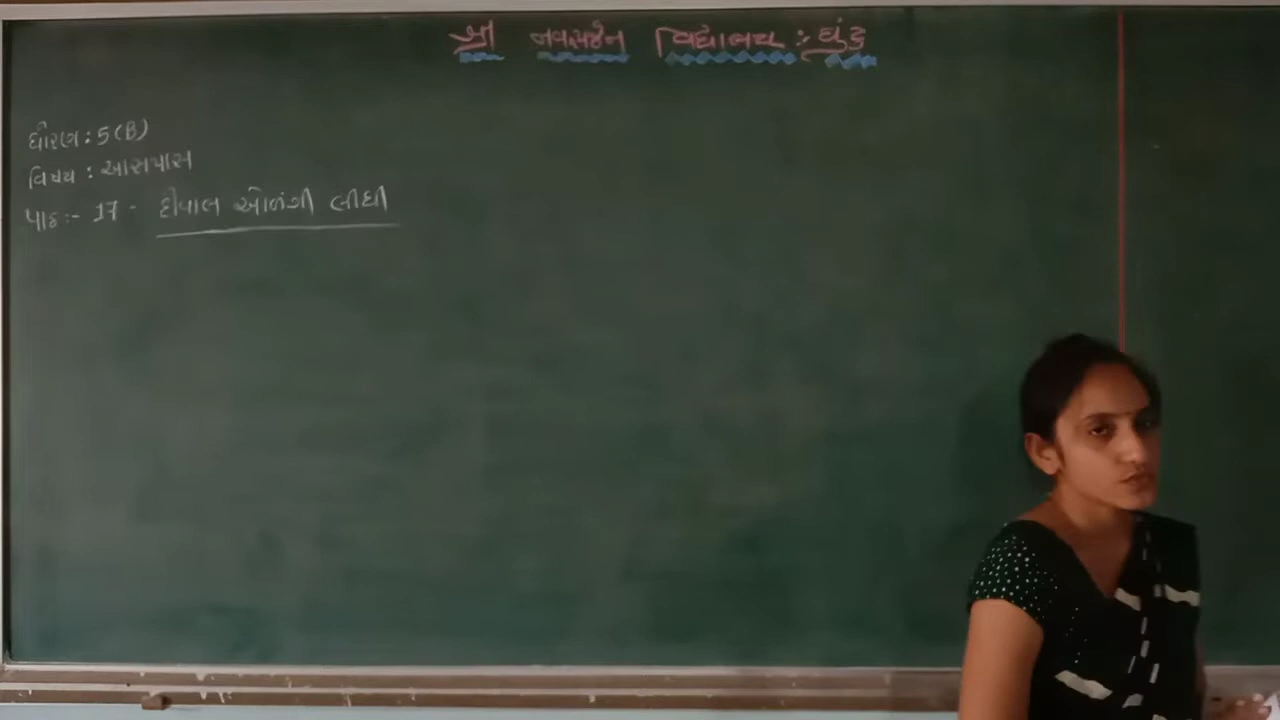 શ્રી નવસર્જન વિદ્યાલય : ઘુંટુ
ધોરણ : 5 (B)
વિષય : આસપાસ
પાઠ :- 17 - દીવાલ ઓળંગી લીધી